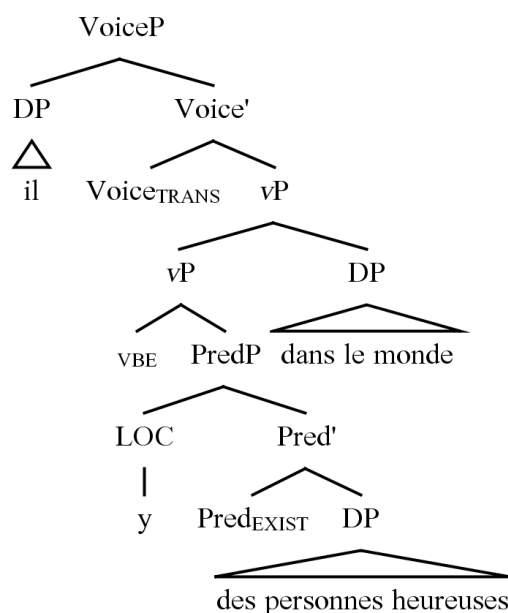 VoiceP
DP Voice'
il VoiceTRANS vP
vP DP
VBE PredP dans le monde
LOC Pred'
y PredEXIST DP
des personnes heureuses